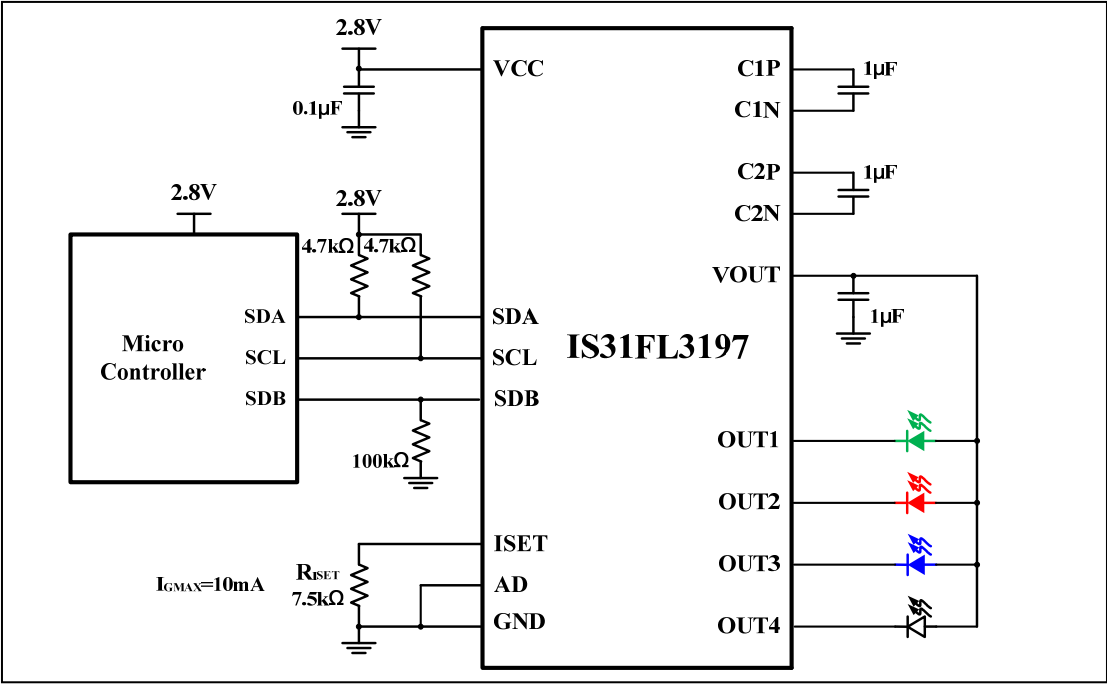 2.8V
VCC
0.1µF
C1P
1µF
C1N
C2P
1µF
C2N
2.8V
2.8V
4.7kΩ
4.7kΩ
VOUT
1µF
SDA
SDA
SCL
SCL
SDB
SDB
Micro
Controller
IS31FL3197
100kΩ
OUT1
OUT2
OUT3
OUT4
ISET
RISET
7.5kΩ
IGMAX=10mA
AD
GND